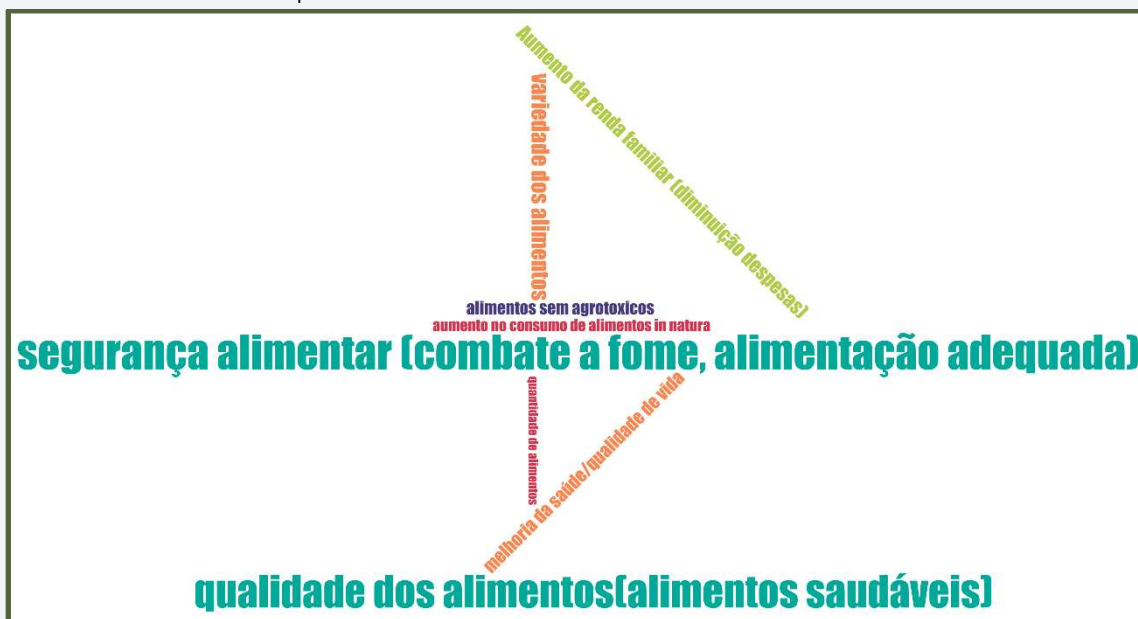 Aumento da renda familiar (diminuição despesas)
variedade dos alimentos
alimentos sem agrotoxicos
aumento no consumo de alimentos in natura
segurança alimentar (combate a fome, alimentação adequada)
quantidade de alimentos
melhoria da saúde/qualidade de vida
qualidade dos alimentos(alimentos saudáveis)